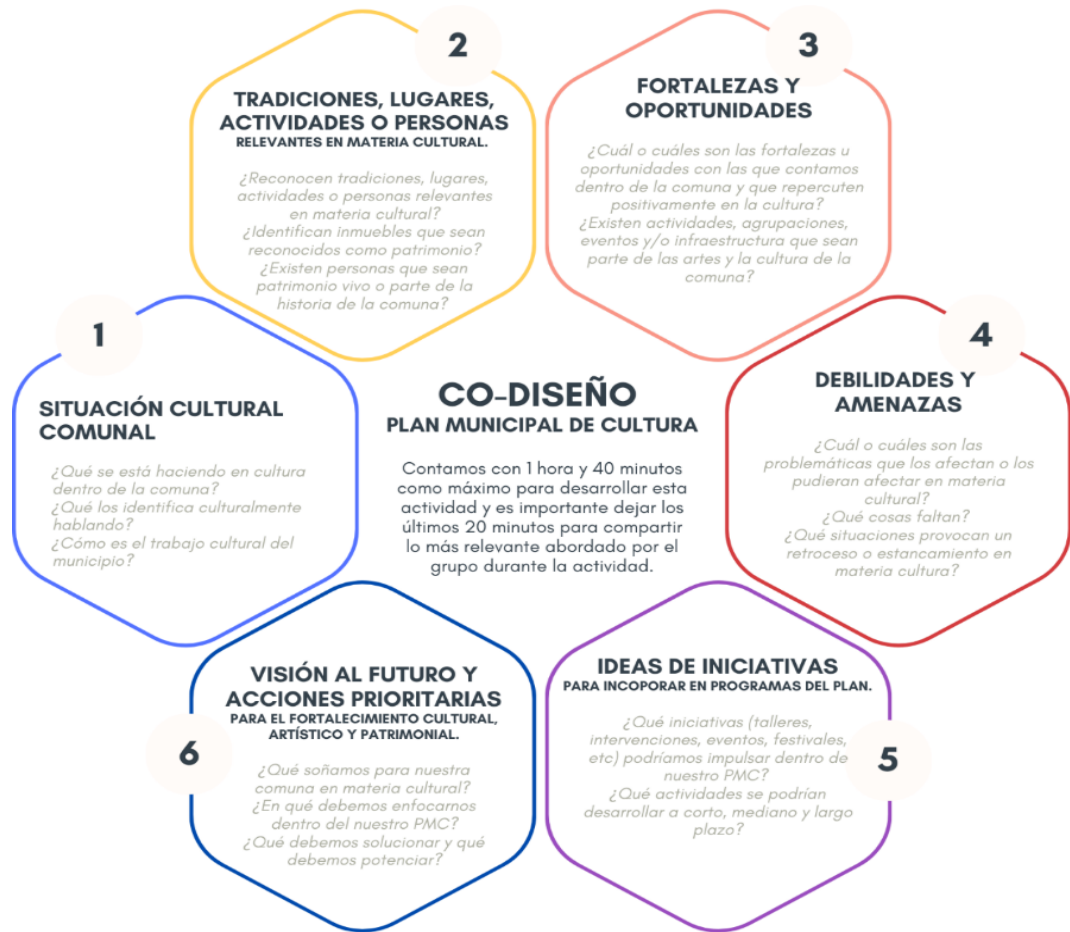 CO-DISEÑO
PLAN MUNICIPAL DE CULTURA
Contamos con 1 hora y 40 minutos
como máximo para desarrollar esta
actividad y es importante dejar los
últimos 20 minutos para compartir
lo más relevante abordado por el
grupo durante la actividad.
1
SITUACIÓN CULTURAL
COMUNAL
¿Qué se está haciendo en cultura
dentro de la comuna?
¿Qué los identifica culturalmente
hablando?
¿Cómo es el trabajo cultural del
municipio?
2
TRADICIONES, LUGARES,
ACTIVIDADES O PERSONAS
RELEVANTES EN MATERIA CULTURAL.
¿Reconocen tradiciones, lugares,
actividades o personas relevantes
en materia cultural?
¿Identifican inmuebles que sean
reconocidos como patrimonio?
¿Existen personas que sean
patrimonio vivo o parte de la
historia de la comuna?
3
FORTALEZAS Y
OPORTUNIDADES
¿Cuál o cuáles son las fortalezas u
oportunidades con las que contamos
dentro de la comuna y que repercuten
positivamente en la cultura?
¿Existen actividades, agrupaciones,
eventos y/o infraestructura que sean
parte de las artes y la cultura de la
comuna?
4
DEBILIDADES Y
AMENAZAS
¿Cuál o cuáles son las
problemáticas que los afectan o los
pudieran afectar en materia
cultural?
¿Qué cosas faltan?
¿Qué situaciones provocan un
retroceso o estancamiento en
materia cultura?
5
IDEAS DE INICIATIVAS
PARA INCOPORAR EN PROGRAMAS DEL PLAN.
¿Qué iniciativas (talleres,
intervenciones, eventos, festivales,
etc) podríamos impulsar dentro de
nuestro PMC?
¿Qué actividades se podrían
desarrollar a corto, mediano y largo
plazo?
6
VISIÓN AL FUTURO Y
ACCIONES PRIORITARIAS
PARA EL FORTALECIMIENTO CULTURAL,
ARTÍSTICO Y PATRIMONIAL.
¿Qué soñamos para nuestra
comuna en materia cultural?
¿En qué debemos enfocarnos
dentro del nuestro PMC?
¿Qué debemos solucionar y qué
debemos potenciar?